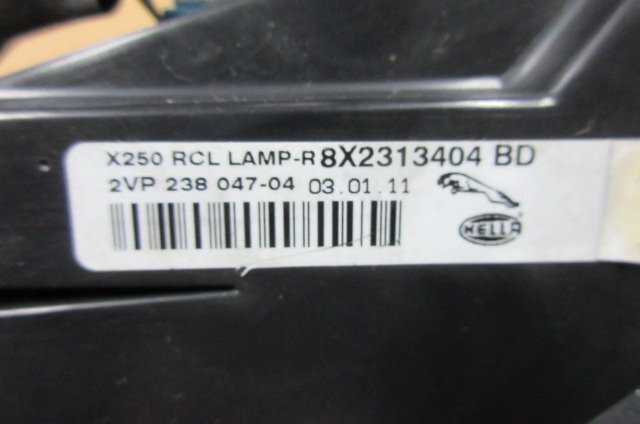 X250 RCL LAMP-R 8X2313404 BD
2VP 238 047-04 03.01.11
HELLA